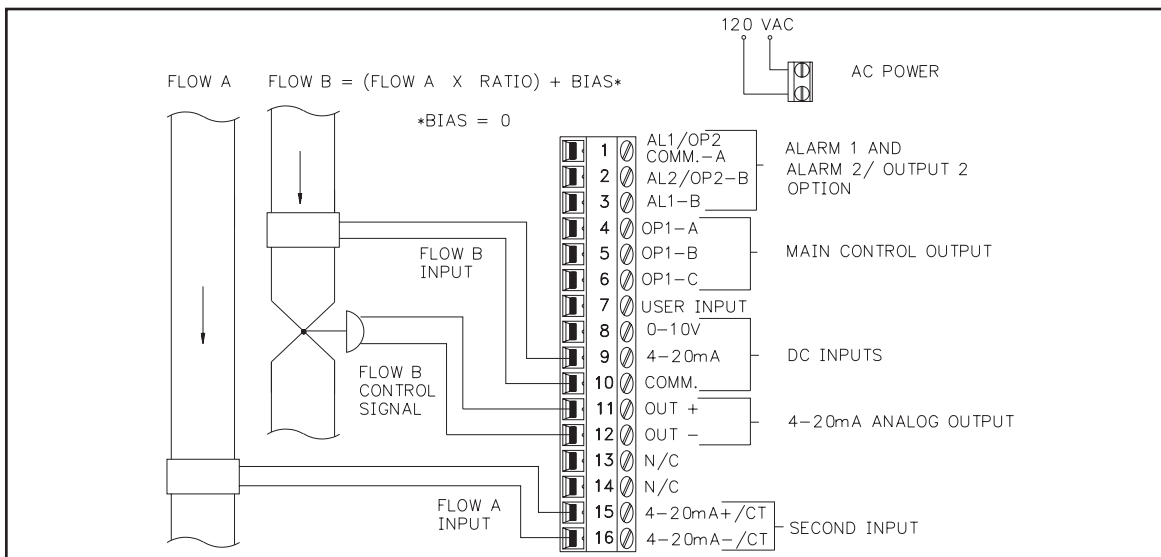 120 VAC
AC POWER
FLOW A
FLOW B = (FLOW A X RATIO) + BIAS*
*BIAS = 0
1 AL1/OP2 COMM.-A
2 AL2/OP2-B
3 AL1-B
ALARM 1 AND
ALARM 2/ OUTPUT 2
OPTION
4 OP1-A
5 OP1-B
6 OP1-C
MAIN CONTROL OUTPUT
7 USER INPUT
8 0-10V
9 4-20mA
10 COMM.
DC INPUTS
11 OUT +
12 OUT -
4-20mA ANALOG OUTPUT
13 N/C
14 N/C
15 4-20mA+/CT
16 4-20mA-/CT
SECOND INPUT
FLOW B
INPUT
FLOW B
CONTROL
SIGNAL
FLOW A
INPUT